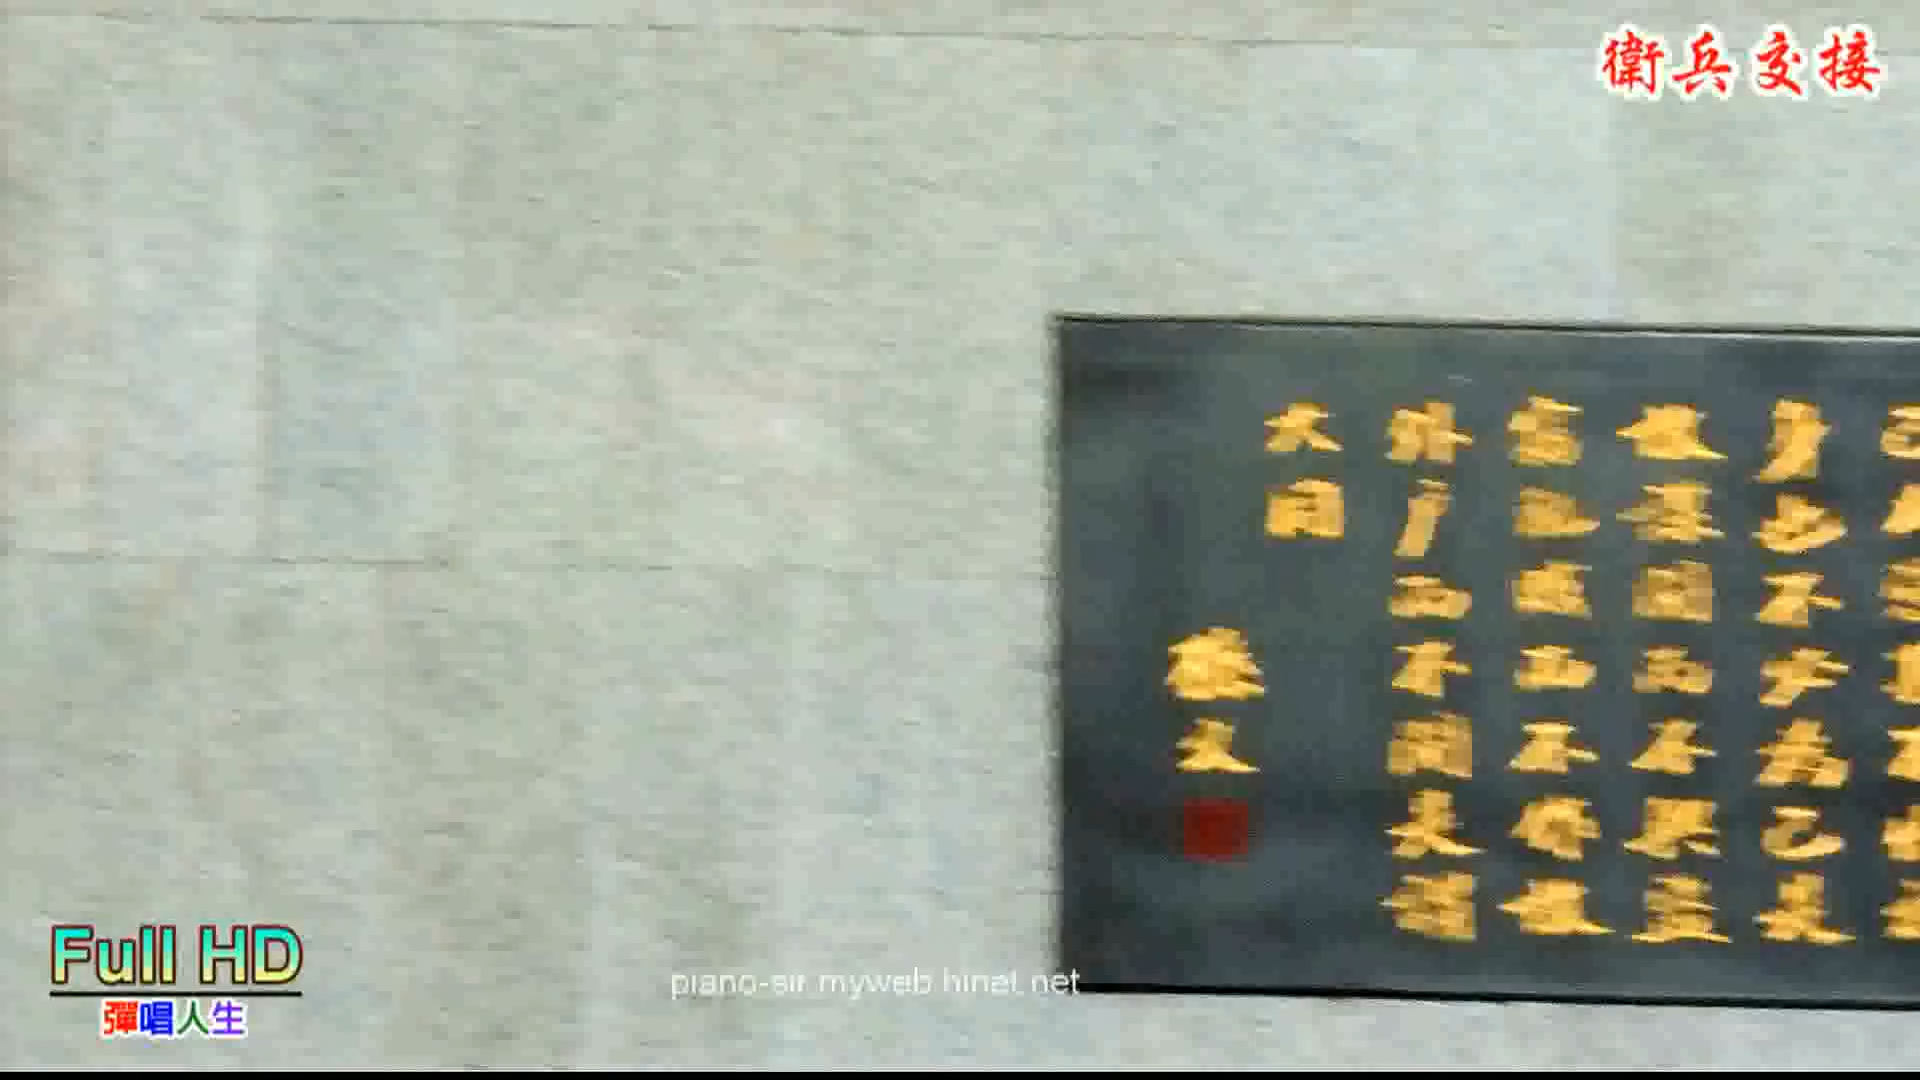 衛兵交接
力也不必為己是
故謀閉而不興盜
竊亂賊而不作故
外戶而不閉是謂
大同
孫文
Full HD
彈唱人生
piano-sir.myweb.hinet.net